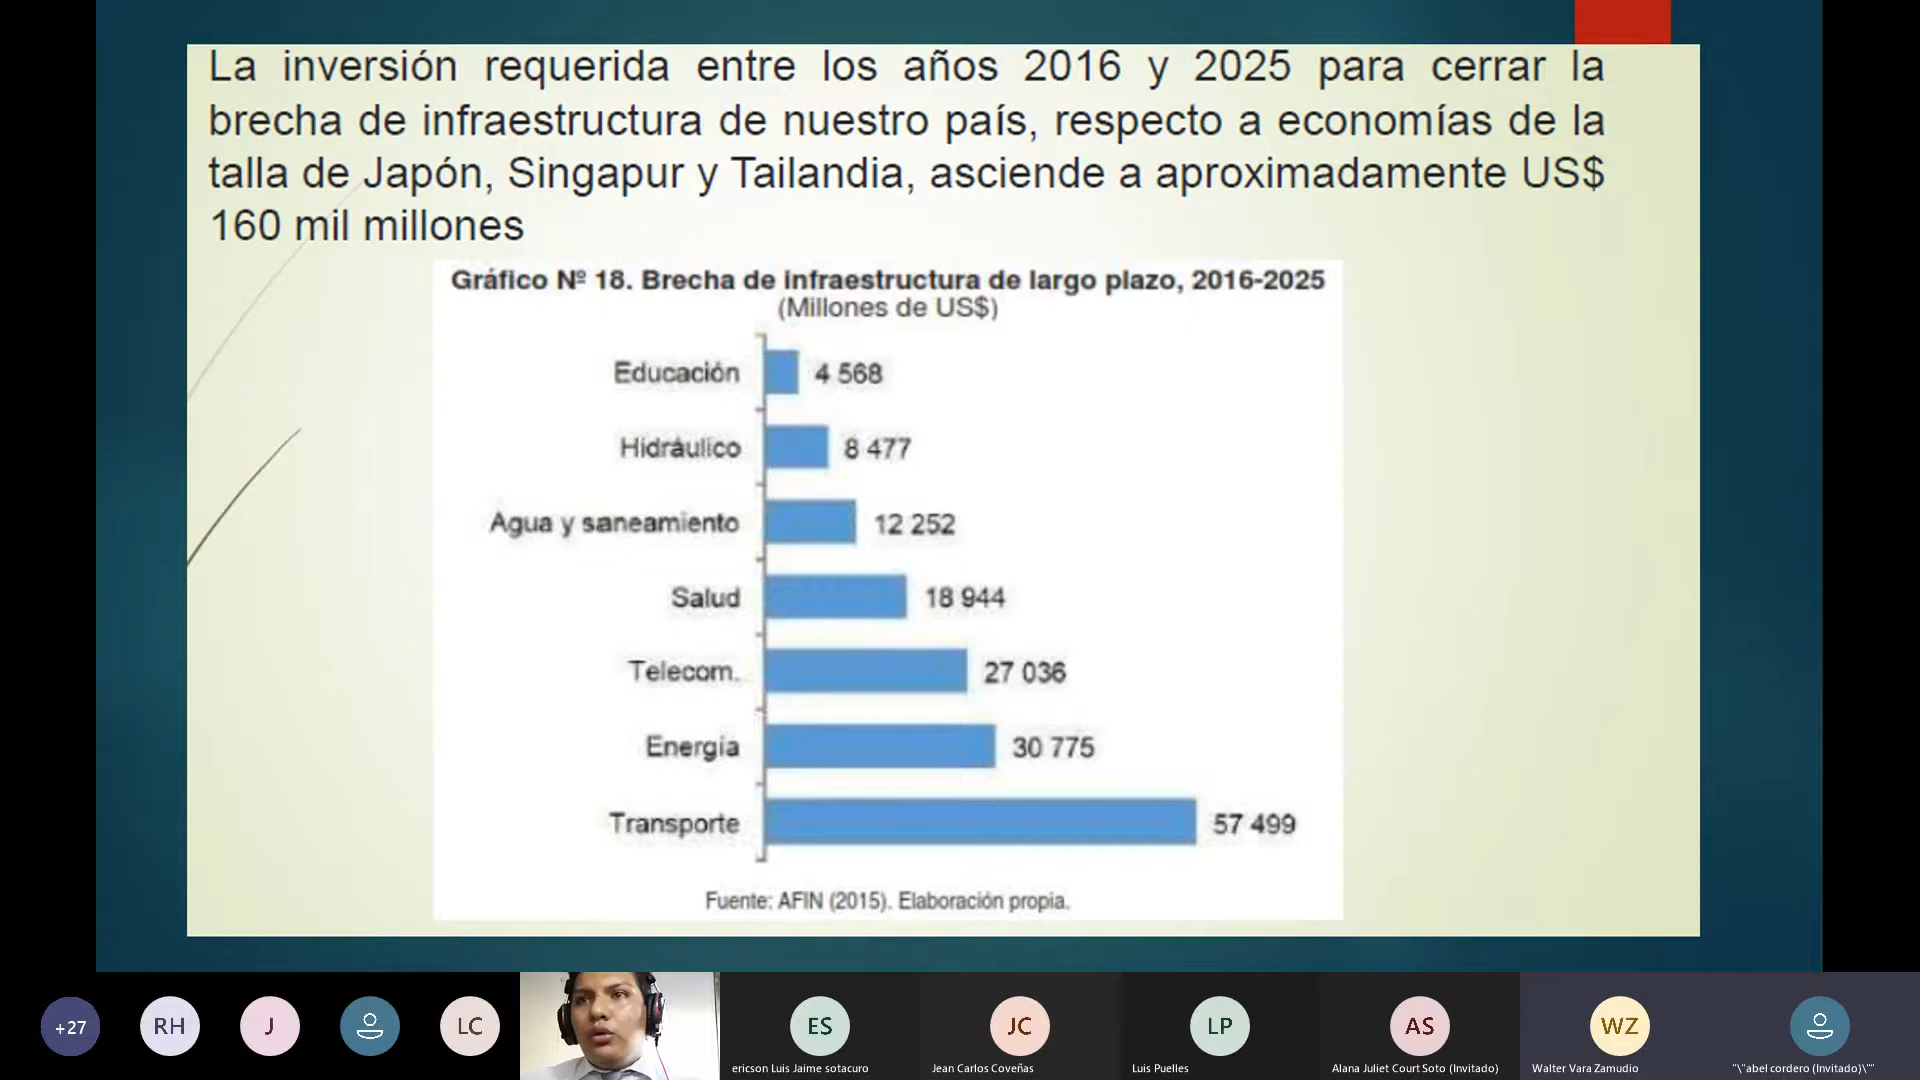 La inversión requerida entre los años 2016 y 2025 para cerrar la
brecha de infraestructura de nuestro país, respecto a economías de la
talla de Japón, Singapur y Tailandia, asciende a aproximadamente US$
160 mil millones
Gráfico Nº 18. Brecha de infraestructura de largo plazo, 2016-2025
(Millones de US$)
Educación 4 568
Hidráulico 8 477
Agua y saneamiento 12 252
Salud 18 944
Telecom. 27 036
Energía 30 775
Transporte 57 499
Fuente: AFIN (2015). Elaboración propia.
+27 RH J LC ES JC LP AS WZ
ericson Luis Jaime sotacuro Jean Carlos Coveñas Luis Puelles Alana Juliet Court Soto (Invitado) Walter Vara Zamudio "\"abel cordero (Invitado)\""